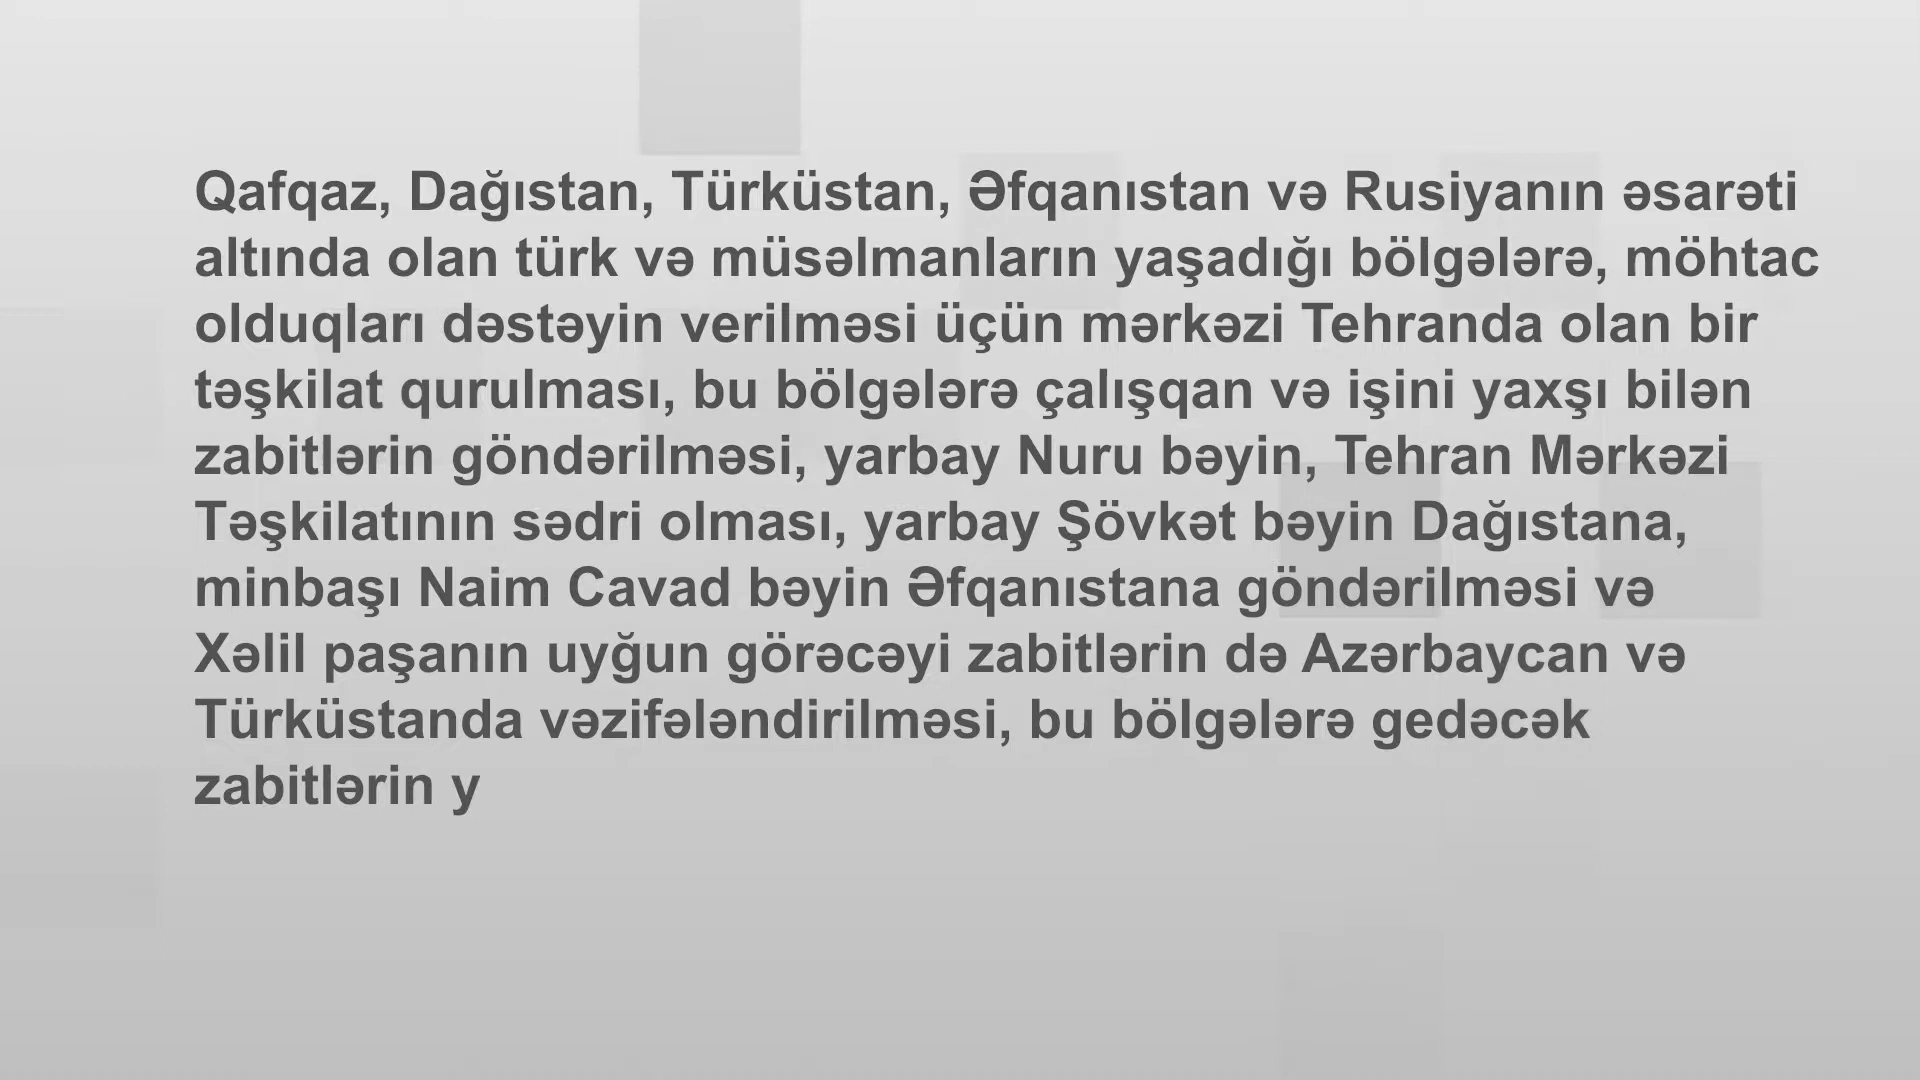 Qafqaz, Dağıstan, Türküstan, Əfqanıstan və Rusiyanın əsarəti
altında olan türk və müsəlmanların yaşadığı bölgələrə, möhtac
olduqları dəstəyin verilməsi üçün mərkəzi Tehranda olan bir
təşkilat qurulması, bu bölgələrə çalışqan və işini yaxşı bilən
zabitlərin göndərilməsi, yarbay Nuru bəyin, Tehran Mərkəzi
Təşkilatının sədri olması, yarbay Şövkət bəyin Dağıstana,
minbaşı Naim Cavad bəyin Əfqanıstana göndərilməsi və
Xəlil paşanın uyğun görəcəyi zabitlərin də Azərbaycan və
Türküstanda vəzifələndirilməsi, bu bölgələrə gedəcək
zabitlərin y